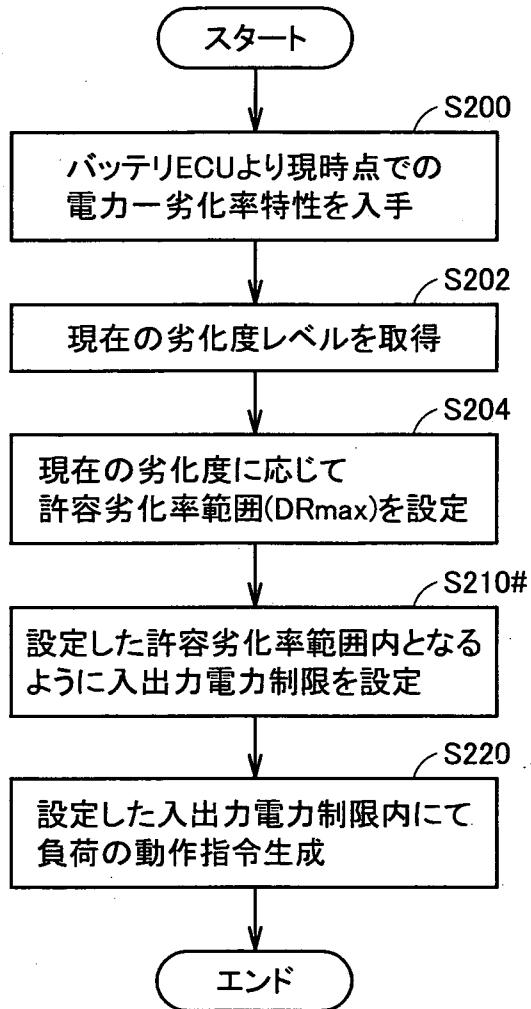 スタート
S200
バッテリECUより現時点での
電力ー劣化率特性を入手
S202
現在の劣化度レベルを取得
S204
現在の劣化度に応じて
許容劣化率範囲(DRmax)を設定
S210#
設定した許容劣化率範囲内となる
ように入出力電力制限を設定
S220
設定した入出力電力制限内にて
負荷の動作指令生成
エンド